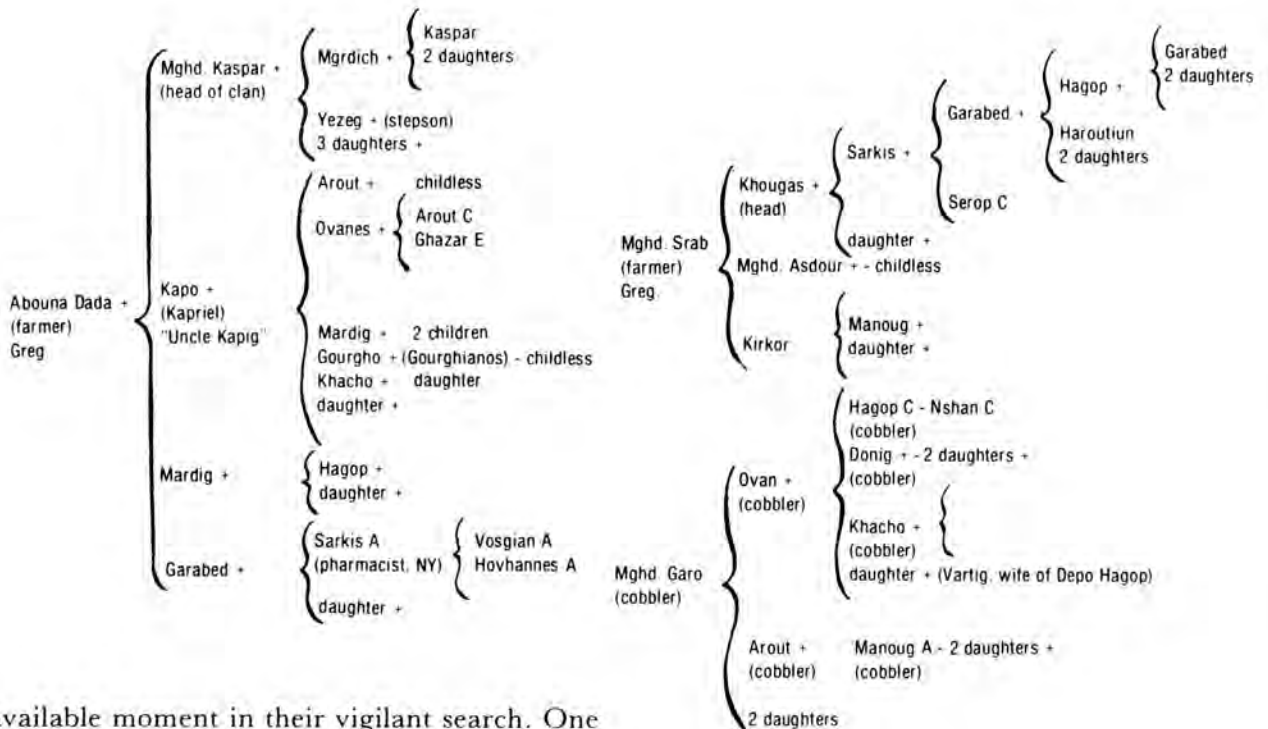 Mghd. Kaspar +
(head of clan)
Mgrdich +
Kaspar
2 daughters
Yezeg + (stepson)
3 daughters +
Abouna Dada +
(farmer)
Greg
Kapo +
(Kapriel)
"Uncle Kapig"
Arout + childless
Ovanes +
Arout C
Ghazar E
Mardig + 2 children
Gourgho + (Gourghianos) - childless
Khacho + daughter
daughter +
Mardig +
Hagop +
daughter +
Garabed +
Sarkis A
(pharmacist, NY)
Vosgian A
Hovhannes A
daughter +
Mghd. Srab
(farmer)
Greg.
Khougas +
(head)
Sarkis +
Garabed +
Hagop +
Garabed
2 daughters
Haroutiun
2 daughters
Serop C
daughter +
Mghd. Asdour + - childless
Kirkor
Manoug +
daughter +
Mghd. Garo
(cobbler)
Ovan +
(cobbler)
Hagop C - Nshan C
(cobbler)
Donig + - 2 daughters +
(cobbler)
Khacho +
(cobbler)
daughter + (Vartig, wife of Depo Hagop)
Arout +
(cobbler)
Manoug A - 2 daughters +
(cobbler)
2 daughters
available moment in their vigilant search. One